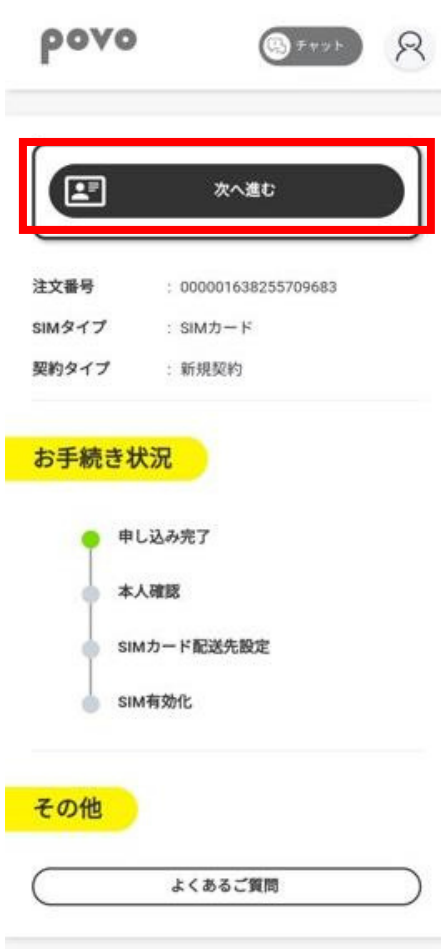 povo
チャット
次へ進む
注文番号 : 000001638255709683
SIMタイプ : SIMカード
契約タイプ : 新規契約
お手続き状況
申し込み完了
本人確認
SIMカード配送先設定
SIM有効化
その他
よくあるご質問